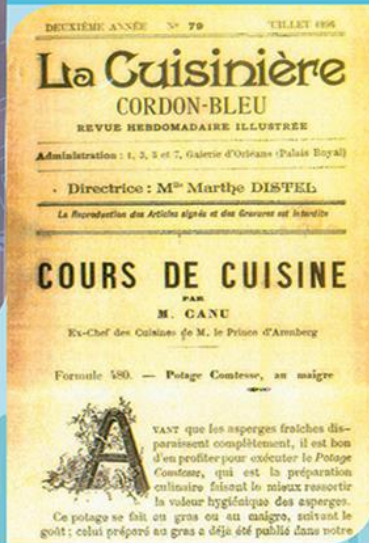 DEUXIÈME ANNÉE N° 79 JUILLET 1896
La Cuisinière
CORDON-BLEU
REVUE HEBDOMADAIRE ILLUSTRÉE
Administration : 1, 3, 5 et 7, Galerie d'Orléans (Palais Royal)
Directrice : Mlle Marthe DISTEL
La Reproduction des Articles signés et des Gravures est interdite
COURS DE CUISINE
PAR
M. CANU
Ex-Chef des Cuisines de M. le Prince d'Arenberg
Formule 480. — Potage Comtesse, au maigre
AVANT que les asperges fraîches dis-
paraissent complètement, il est bon
d'en profiter pour exécuter le Potage
Comtesse, qui est la préparation
culinaire faisant le mieux ressortir
la valeur hygiénique des asperges.
Ce potage se fait au gras ou au maigre, suivant le
goût ; celui préparé au gras a déjà été publié dans notre